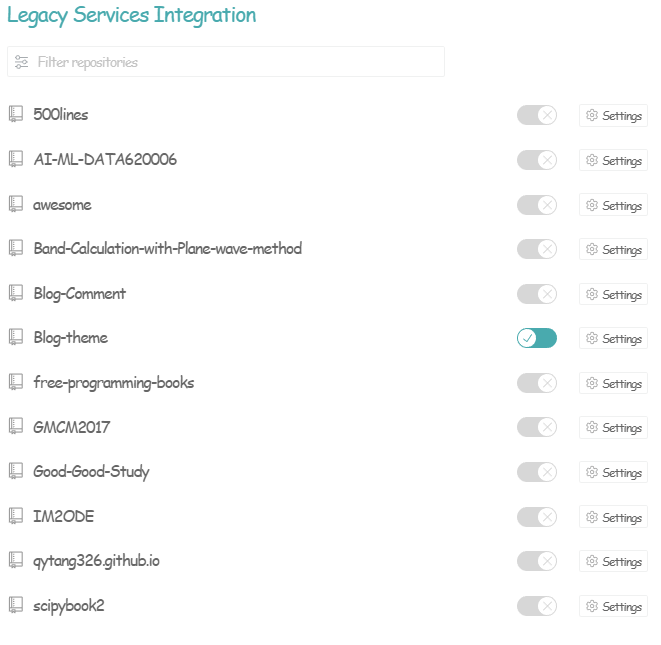 Legacy Services Integration
Filter repositories
500lines Settings
AI-ML-DATA620006 Settings
awesome Settings
Band-Calculation-with-Plane-wave-method Settings
Blog-Comment Settings
Blog-theme Settings
free-programming-books Settings
GMCM2017 Settings
Good-Good-Study Settings
IM2ODE Settings
qytang326.github.io Settings
scipybook2 Settings